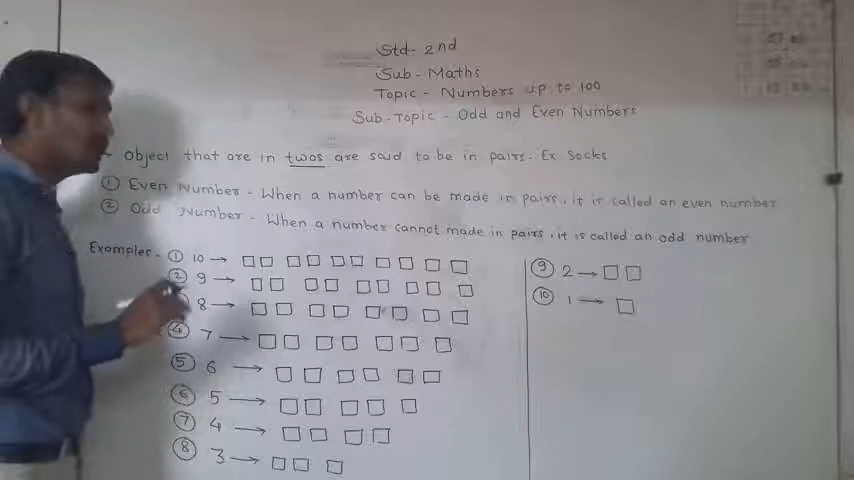 Std- 2nd
Sub- Maths
Topic- Numbers up to 100
Sub-Topic- Odd and Even Numbers
- Object that are in twos are said to be in pairs. Ex Socks
① Even Number - When a number can be made in pairs, it is called an even number
② Odd Number - When a number cannot made in pairs, it is called an odd number
Examples- ① 10 →
② 9 →
8 →
④ 7 →
⑤ 6 →
⑥ 5 →
⑦ 4 →
⑧ 3 →
⑨ 2 →
⑩ 1 →